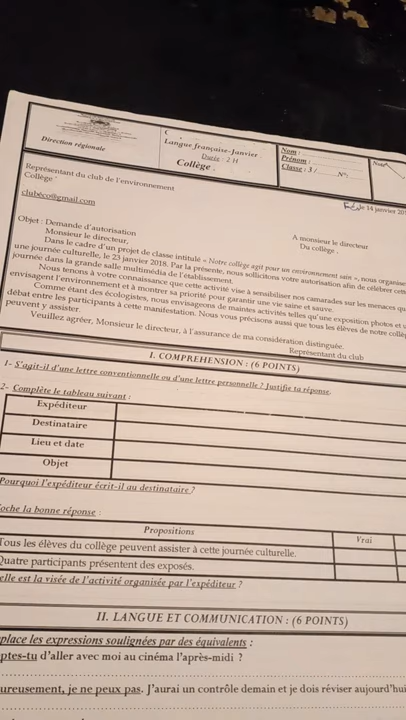 Direction régionale
Langue française-Janvier
Durée : 2 H
Collège
Nom :
Prénom :
Classe : 3 /
N°:
Représentant du club de l'environnement
Collège
le 14 janvier
clubéco@gmail.com
A monsieur le directeur
Du collège
Objet : Demande d'autorisation
Monsieur le directeur,
Dans le cadre d'un projet de classe intitulé « Notre collège agit pour un environnement sain », nous organise
une journée culturelle, le 23 janvier 2018. Par la présente, nous sollicitons votre autorisation afin de célébrer cette
journée dans la grande salle multimédia de l'établissement.
Nous tenons à votre connaissance que cette activité vise à sensibiliser nos camarades sur les menaces qu
envisagent l'environnement et à montrer sa priorité pour garantir une vie saine et sauve.
Comme étant des écologistes, nous envisageons de maintes activités telles qu'une exposition photos et u
débat entre les participants à cette manifestation. Nous vous précisons aussi que tous les élèves de notre collè
peuvent y assister.
Veuillez agréer, Monsieur le directeur, à l'assurance de ma considération distinguée.
Représentant du club
I. COMPREHENSION : (6 POINTS)
1- S'agit-il d'une lettre conventionnelle ou d'une lettre personnelle ? Justifie ta réponse.
2- Complète le tableau suivant :
Expéditeur
Destinataire
Lieu et date
Objet
Pourquoi l'expéditeur écrit-il au destinataire ?
oche la bonne réponse :
Propositions
Vrai
Tous les élèves du collège peuvent assister à cette journée culturelle.
Quatre participants présentent des exposés.
elle est la visée de l'activité organisée par l'expéditeur ?
II. LANGUE ET COMMUNICATION : (6 POINTS)
place les expressions soulignées par des équivalents :
ptes-tu d'aller avec moi au cinéma l'après-midi ?
ureusement, je ne peux pas. J'aurai un contrôle demain et je dois réviser aujourd'hui